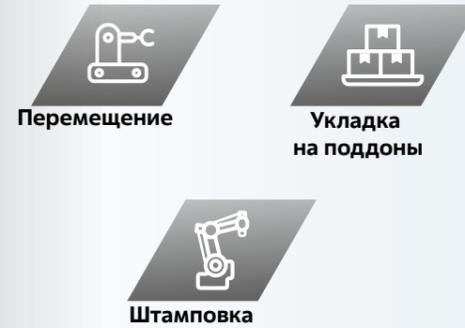 Перемещение
Укладка
на поддоны
Штамповка